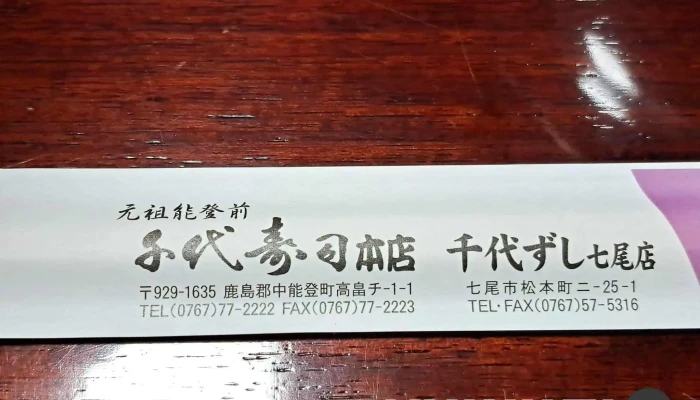 元祖能登前
千代寿司本店
〒929-1635 鹿島郡中能登町高畠チ-1-1
TEL(0767)77-2222 FAX(0767)77-2223
千代ずし七尾店
七尾市松本町ニ-25-1
TEL·FAX(0767)57-5316